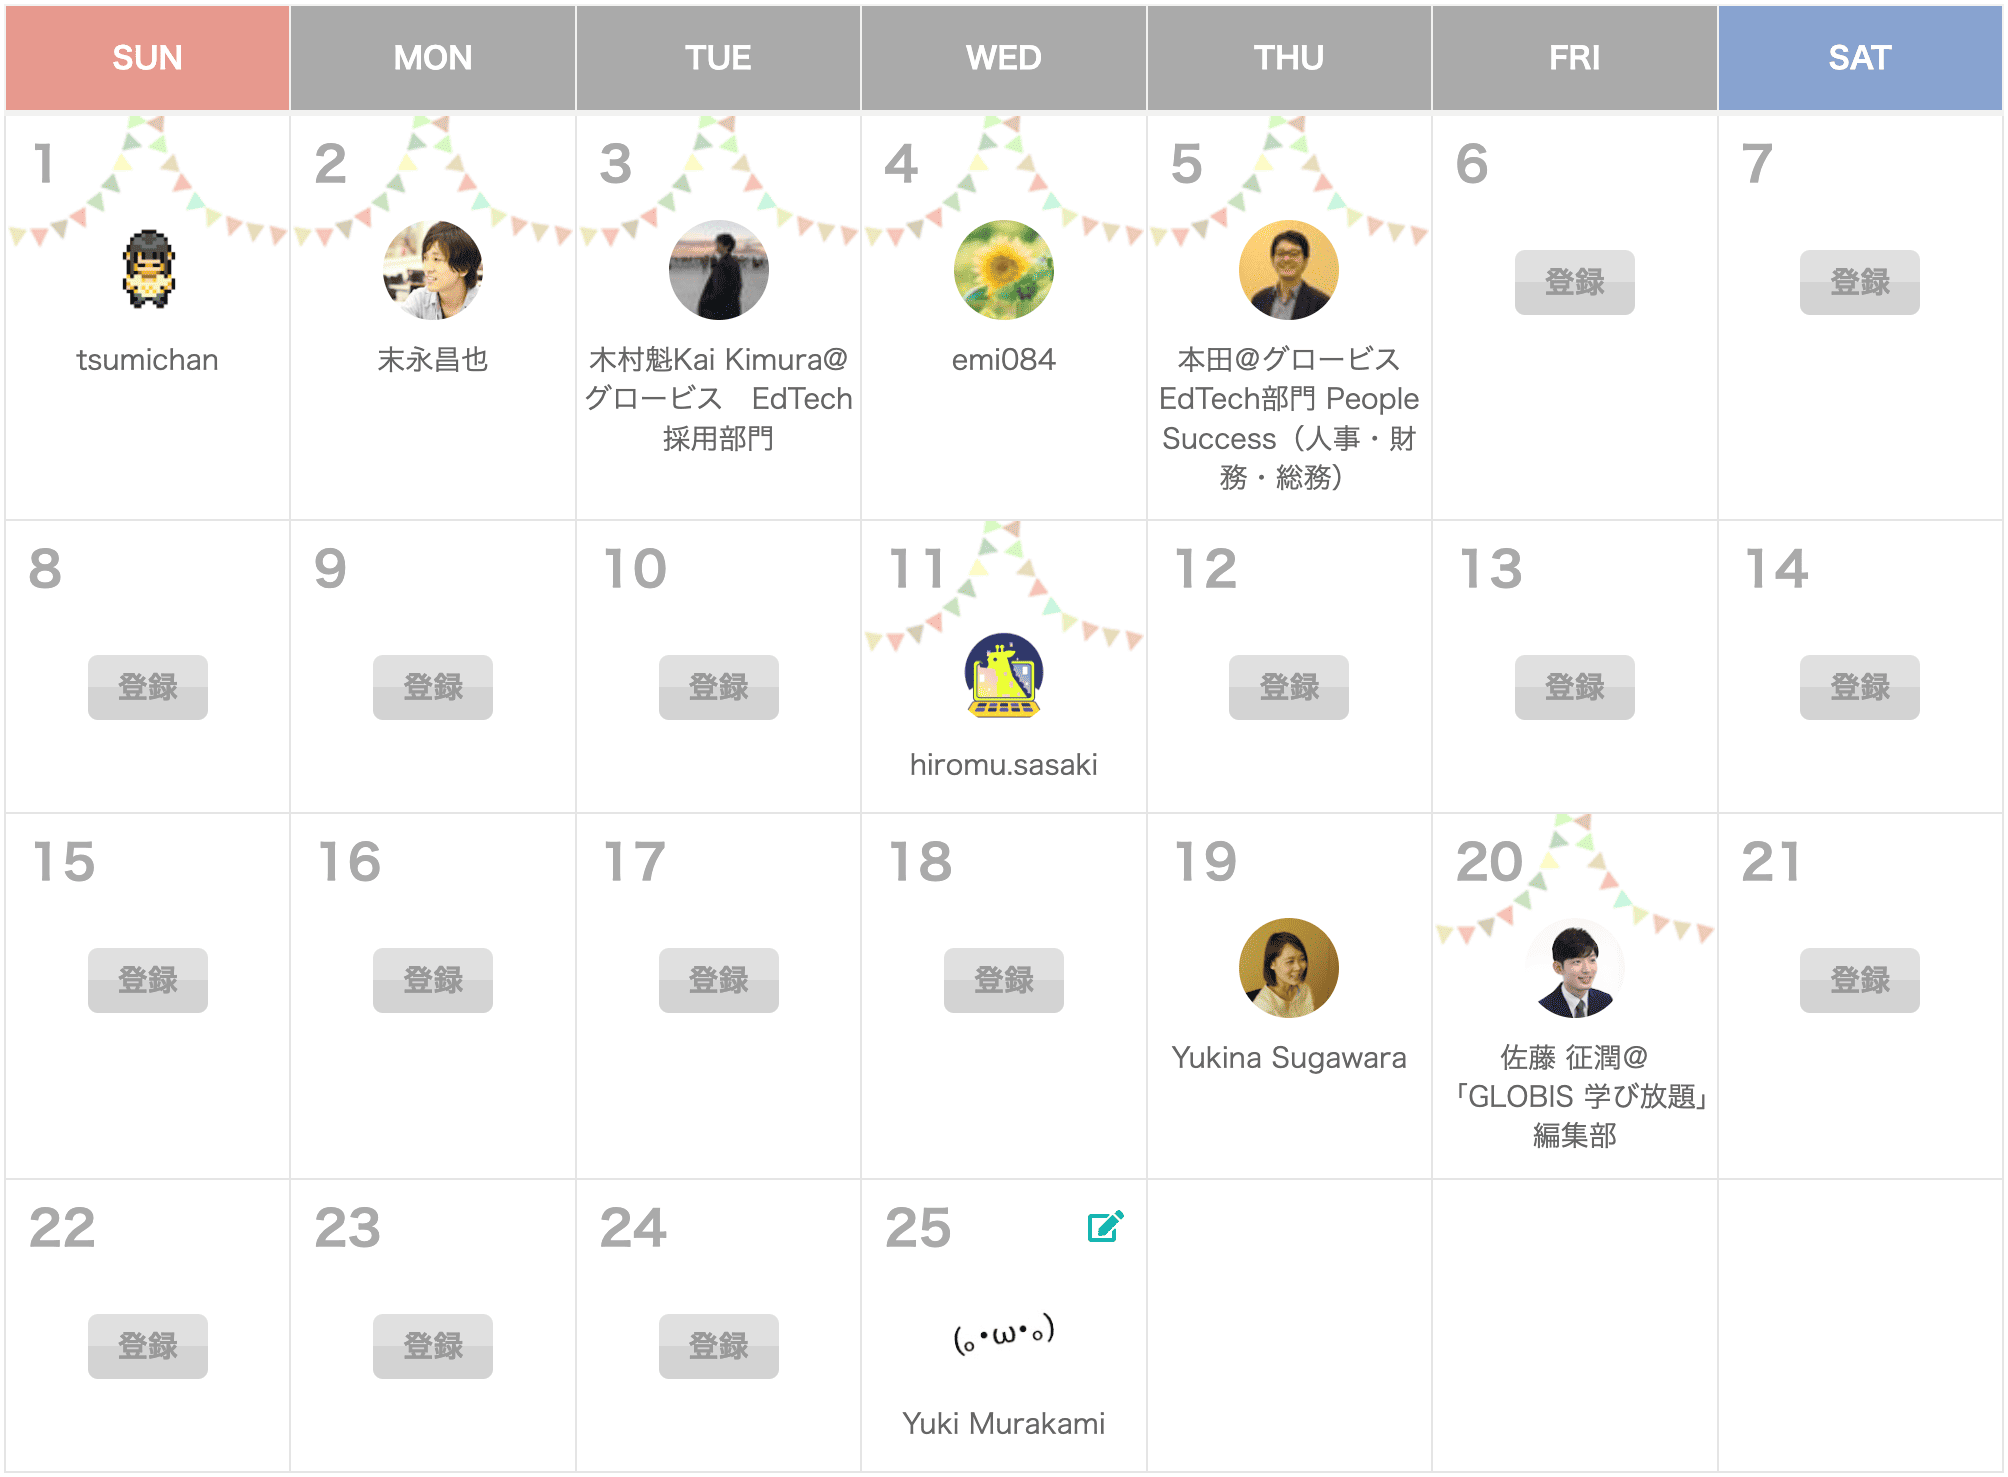 SUN MON TUE WED THU FRI SAT
1 2 3 4 5 6 7
登録 登録
tsumichan
末永昌也
木村魁Kai Kimura@
グロービス　EdTech
採用部門
emi084
本田@グロービス
EdTech部門 People
Success（人事・財
務・総務）
8 9 10 11 12 13 14
登録 登録 登録 登録 登録 登録
hiromu.sasaki
15 16 17 18 19 20 21
登録 登録 登録 登録 登録
Yukina Sugawara
佐藤 征潤@
「GLOBIS 学び放題」
編集部
22 23 24 25
登録 登録 登録
(｡･ω･｡)
Yuki Murakami